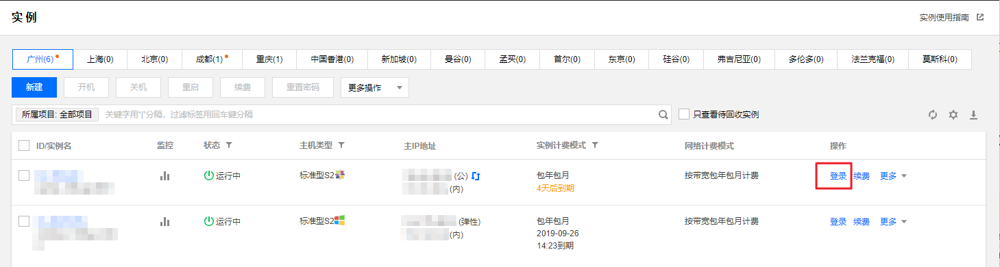 实例
实例使用指南
广州(6) 上海(0) 北京(0) 成都(1) 重庆(1) 中国香港(0) 新加坡(0) 曼谷(0) 孟买(0) 首尔(0) 东京(0) 硅谷(0) 弗吉尼亚(0) 多伦多(0) 法兰克福(0) 莫斯科(0)
新建 开机 关机 重启 续费 重置密码 更多操作
所属项目: 全部项目 关键字用“|”分隔，过滤标签用回车键分隔 只查看待回收实例
ID/实例名 监控 状态 主机类型 主IP地址 实例计费模式 网络计费模式 操作
运行中 标准型S2 (公) 包年包月 按带宽包年包月计费 登录 续费 更多
(内) 4天后到期
运行中 标准型S2 (弹性) 包年包月 按带宽包年包月计费 登录 续费 更多
(内) 2019-09-26
14:23到期